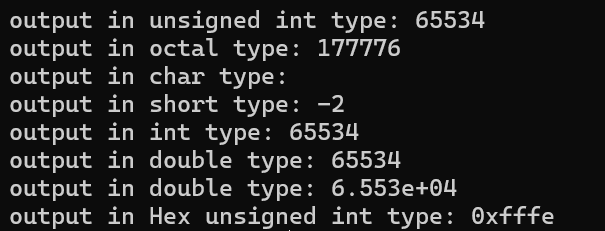 output in unsigned int type: 65534
output in octal type: 177776
output in char type:
output in short type: -2
output in int type: 65534
output in double type: 65534
output in double type: 6.553e+04
output in Hex unsigned int type: 0xfffe